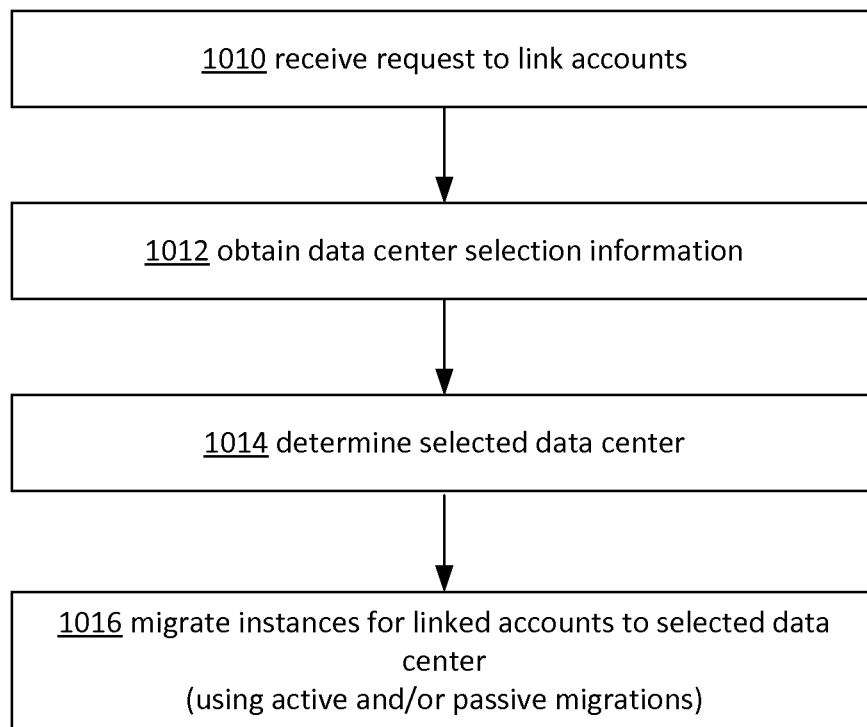 1010 receive request to link accounts
1012 obtain data center selection information
1014 determine selected data center
1016 migrate instances for linked accounts to selected data
center
(using active and/or passive migrations)